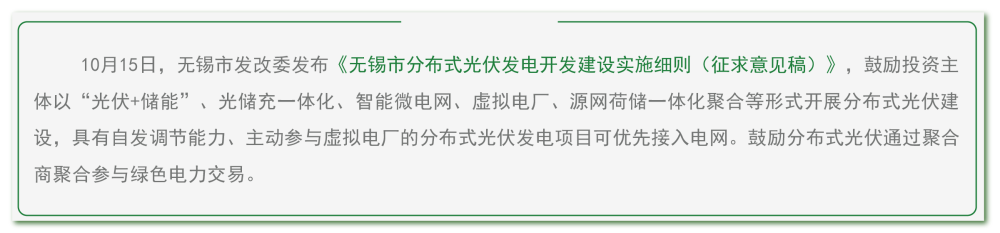 10月15日，无锡市发改委发布《无锡市分布式光伏发电开发建设实施细则（征求意见稿）》，鼓励投资主
体以“光伏+储能”、光储充一体化、智能微电网、虚拟电厂、源网荷储一体化聚合等形式开展分布式光伏建
设，具有自发调节能力、主动参与虚拟电厂的分布式光伏发电项目可优先接入电网。鼓励分布式光伏通过聚合
商聚合参与绿色电力交易。